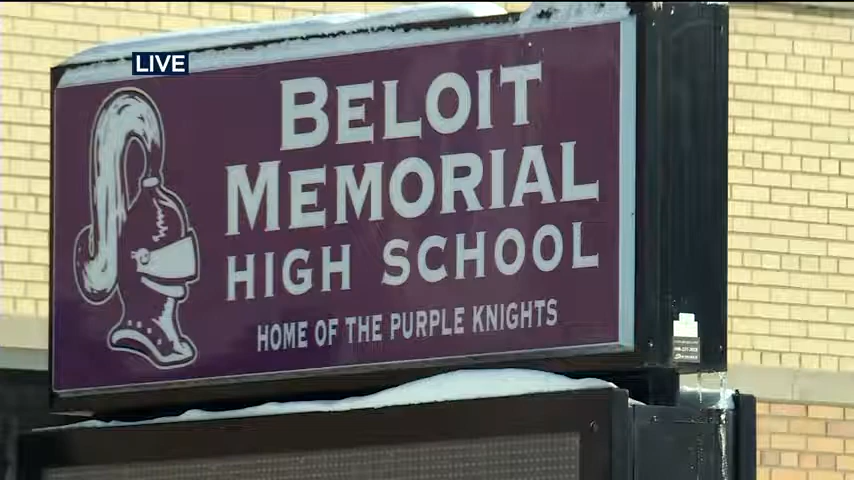 LIVE
BELOIT
MEMORIAL
HIGH SCHOOL
HOME OF THE PURPLE KNIGHTS